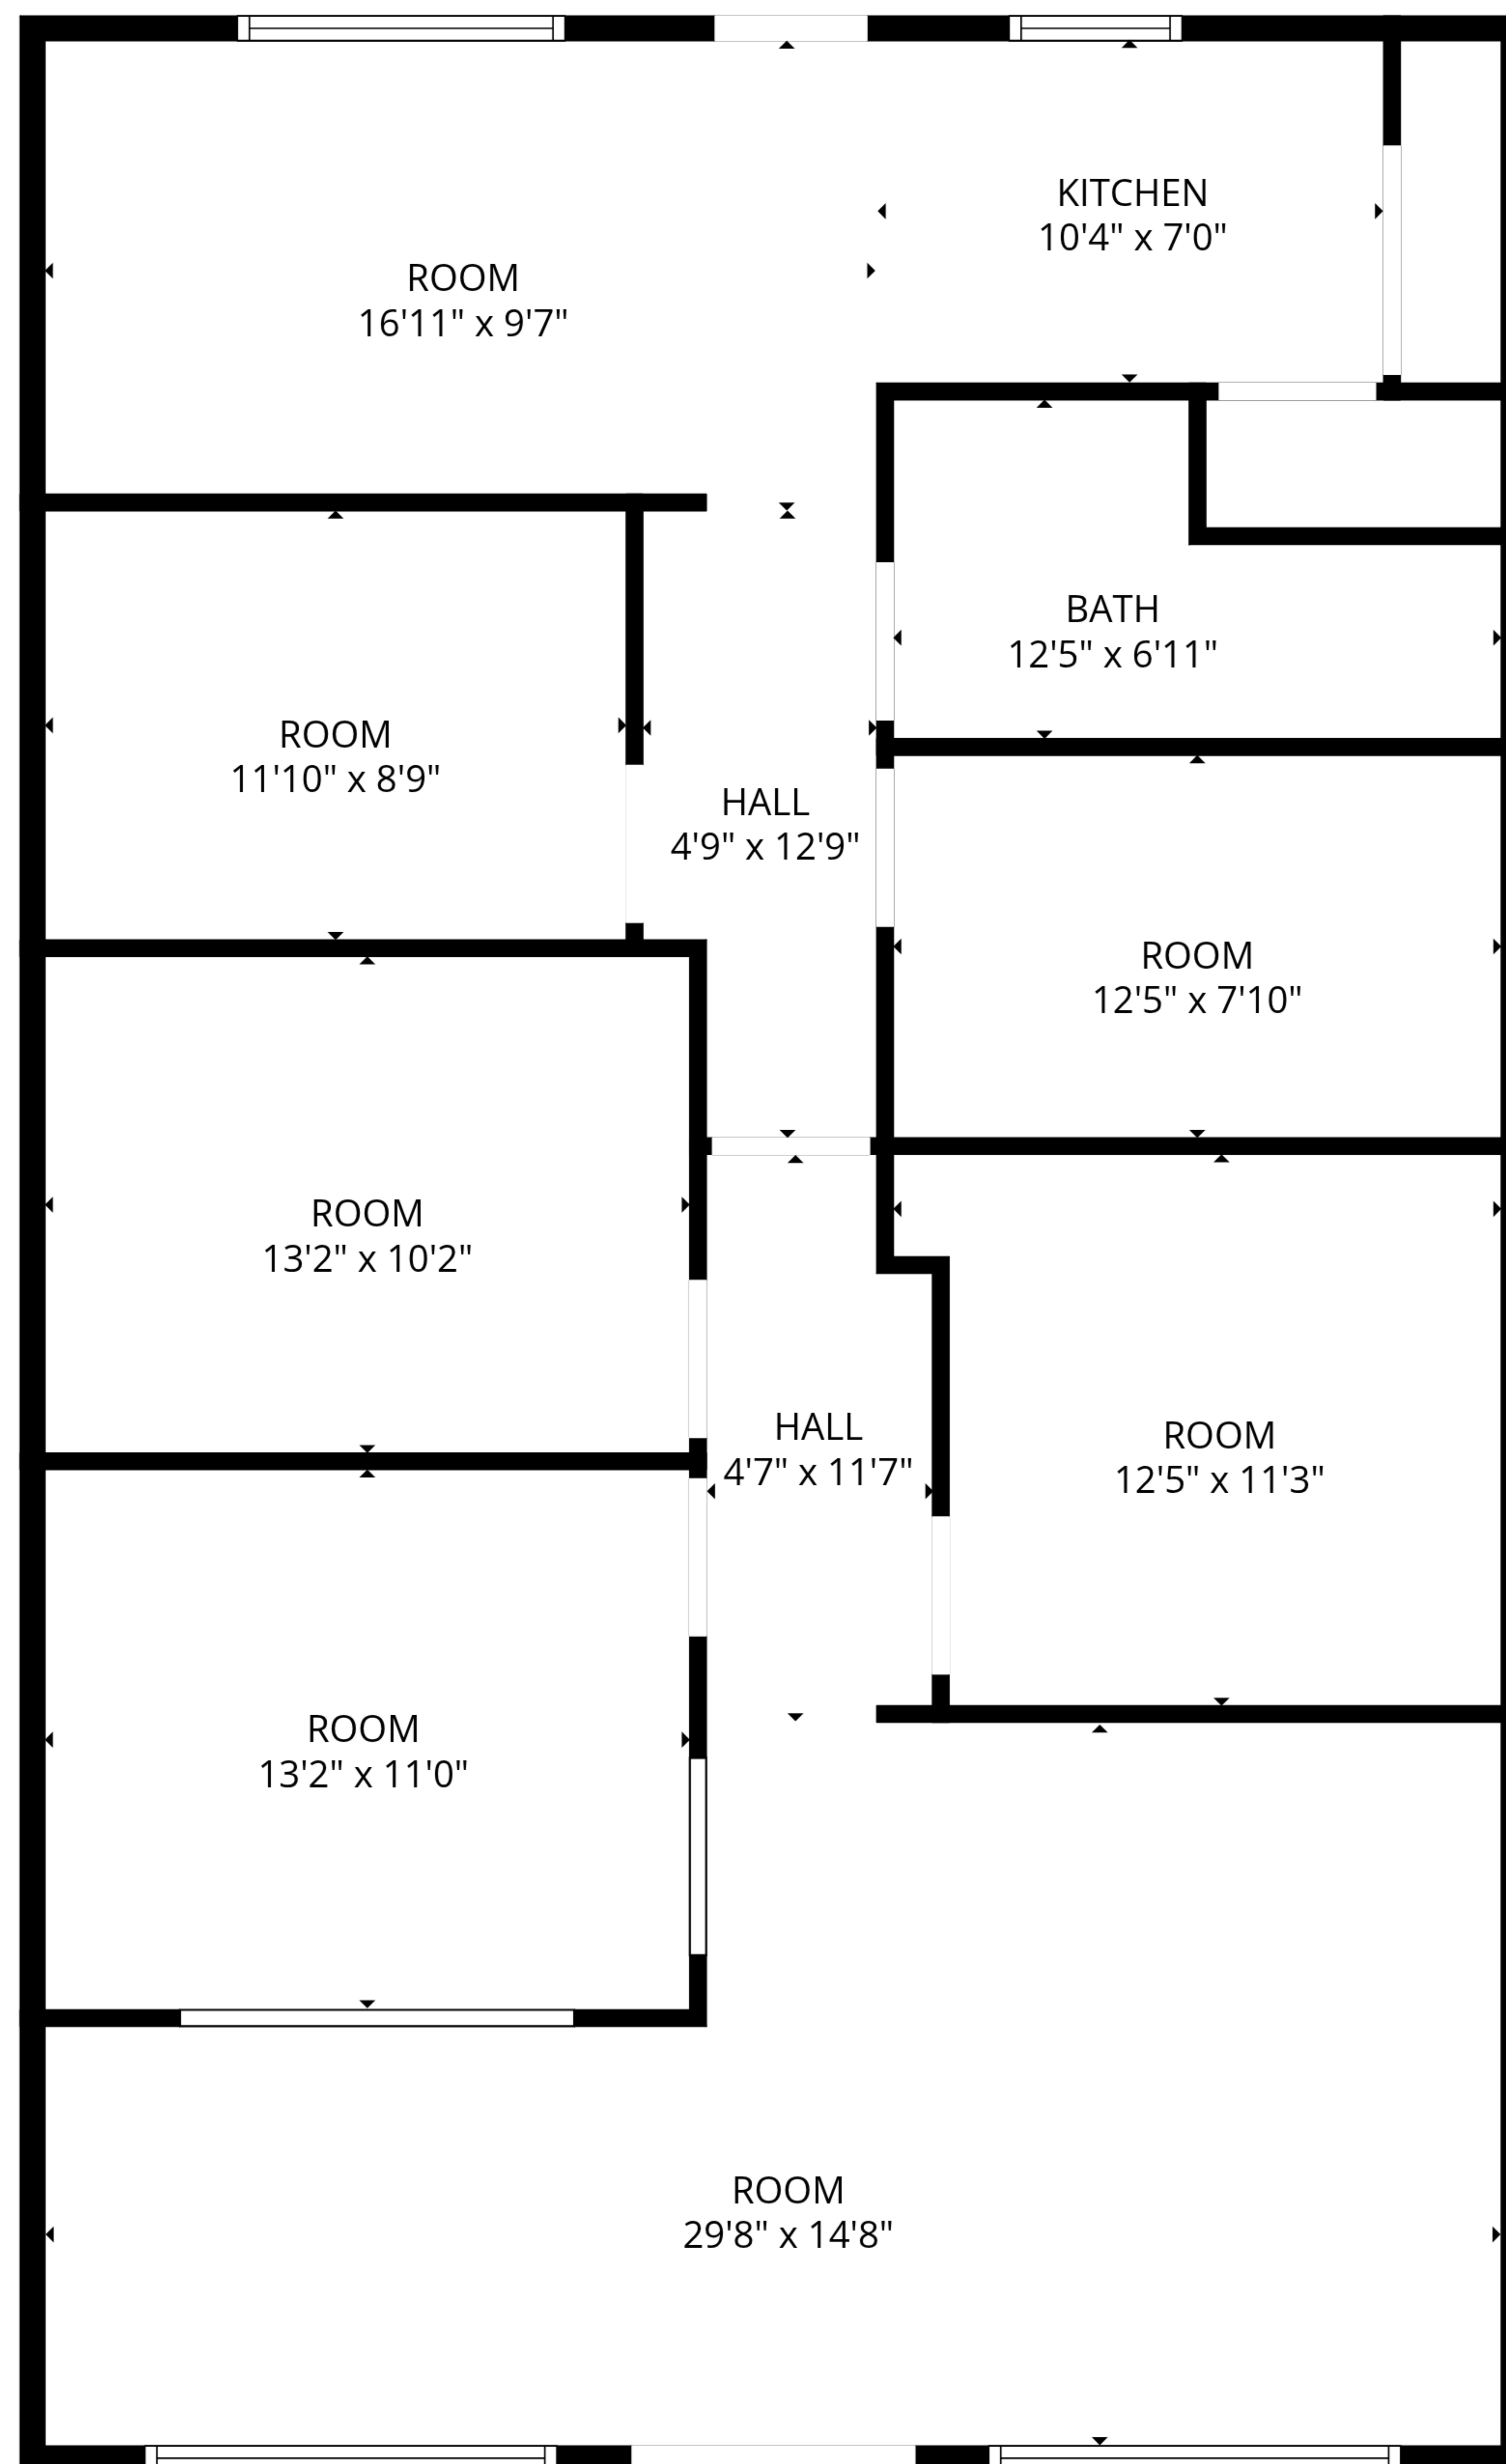 KITCHEN
10'4" x 7'0"
ROOM
16'11" x 9'7"
BATH
12'5" x 6'11"
ROOM
11'10" x 8'9"
HALL
4'9" x 12'9"
ROOM
12'5" x 7'10"
ROOM
13'2" x 10'2"
HALL
4'7" x 11'7"
ROOM
12'5" x 11'3"
ROOM
13'2" x 11'0"
ROOM
29'8" x 14'8"